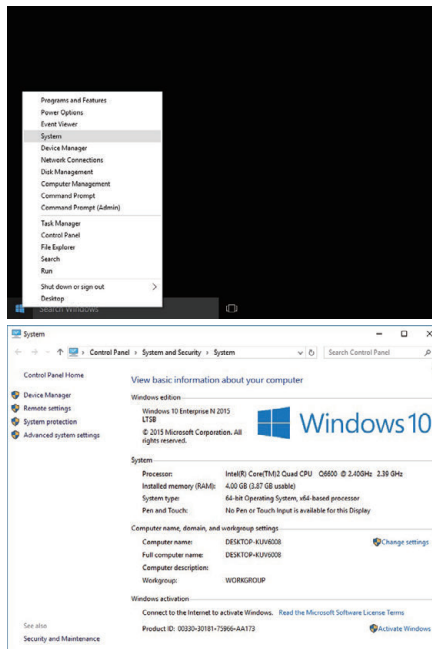 Programs and Features
Power Options
Event Viewer
System
Device Manager
Network Connections
Disk Management
Computer Management
Command Prompt
Command Prompt (Admin)
Task Manager
Control Panel
File Explorer
Search
Run
Shut down or sign out
Desktop
Search Windows
System
Control Panel > System and Security > System
Search Control Panel
Control Panel Home
Device Manager
Remote settings
System protection
Advanced system settings
View basic information about your computer
Windows edition
Windows 10 Enterprise N 2015
LTSB
© 2015 Microsoft Corporation. All
rights reserved.
Windows 10
System
Processor: Intel(R) Core(TM)2 Quad CPU Q6600 @ 2.40GHz 2.39 GHz
Installed memory (RAM): 4.00 GB (3.87 GB usable)
System type: 64-bit Operating System, x64-based processor
Pen and Touch: No Pen or Touch Input is available for this Display
Computer name, domain, and workgroup settings
Computer name: DESKTOP-KUV6008
Change settings
Full computer name: DESKTOP-KUV6008
Computer description:
Workgroup: WORKGROUP
Windows activation
Connect to the Internet to activate Windows. Read the Microsoft Software License Terms
Product ID: 00330-30181-75966-AA173
Activate Windows
See also
Security and Maintenance